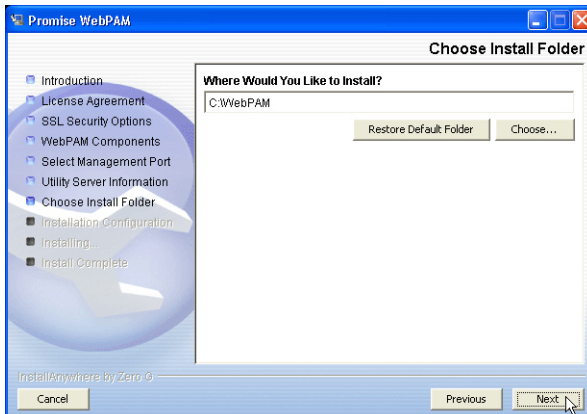 Promise WebPAM
Choose Install Folder
Introduction
License Agreement
SSL Security Options
WebPAM Components
Select Management Port
Utility Server Information
Choose Install Folder
Installation Configuration
Installing...
Install Complete
Where Would You Like to Install?
C:\WebPAM
Restore Default Folder
Choose...
InstallAnywhere by Zero G
Cancel
Previous
Next